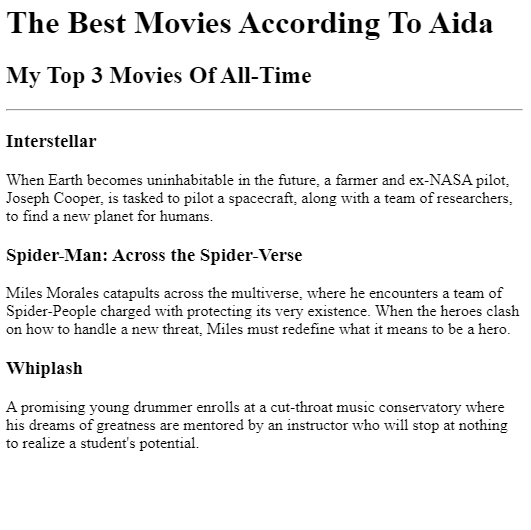 The Best Movies According To Aida
My Top 3 Movies Of All-Time
Interstellar
When Earth becomes uninhabitable in the future, a farmer and ex-NASA pilot,
Joseph Cooper, is tasked to pilot a spacecraft, along with a team of researchers,
to find a new planet for humans.
Spider-Man: Across the Spider-Verse
Miles Morales catapults across the multiverse, where he encounters a team of
Spider-People charged with protecting its very existence. When the heroes clash
on how to handle a new threat, Miles must redefine what it means to be a hero.
Whiplash
A promising young drummer enrolls at a cut-throat music conservatory where
his dreams of greatness are mentored by an instructor who will stop at nothing
to realize a student's potential.